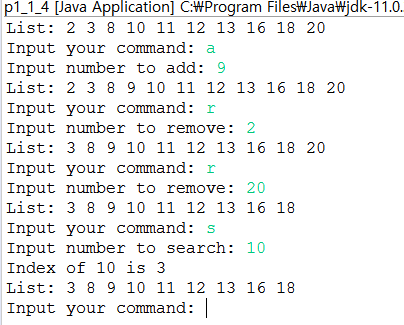 p1_1_4 [Java Application] C:₩Program Files₩Java₩jdk-11.0.
List: 2 3 8 10 11 12 13 16 18 20
Input your command: a
Input number to add: 9
List: 2 3 8 9 10 11 12 13 16 18 20
Input your command: r
Input number to remove: 2
List: 3 8 9 10 11 12 13 16 18 20
Input your command: r
Input number to remove: 20
List: 3 8 9 10 11 12 13 16 18
Input your command: s
Input number to search: 10
Index of 10 is 3
List: 3 8 9 10 11 12 13 16 18
Input your command: